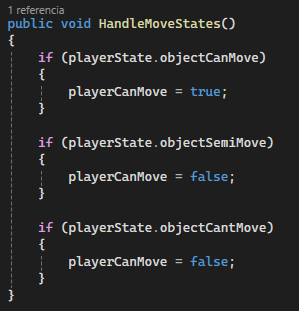 1 referencia
public void HandleMoveStates()
{
    if (playerState.objectCanMove)
    {
        playerCanMove = true;
    }
    if (playerState.objectSemiMove)
    {
        playerCanMove = false;
    }
    if (playerState.objectCantMove)
    {
        playerCanMove = false;
    }
}